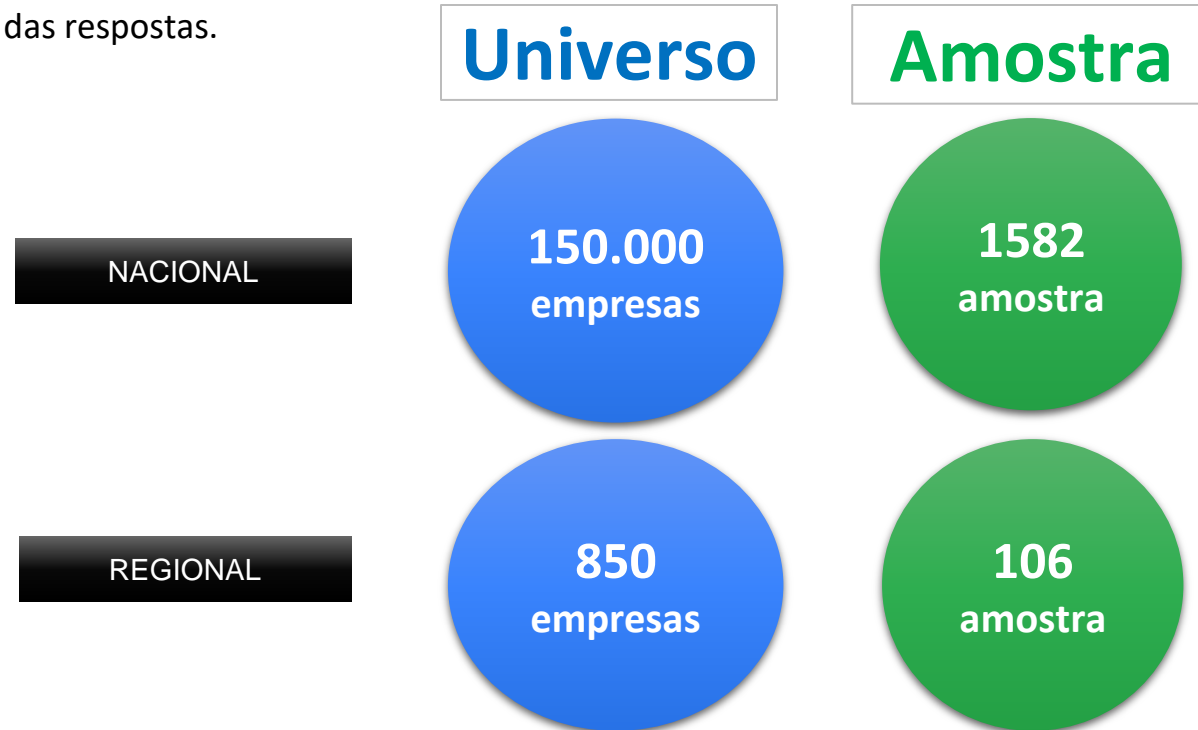 das respostas.
Universo
Amostra
NACIONAL
150.000
empresas
1582
amostra
REGIONAL
850
empresas
106
amostra